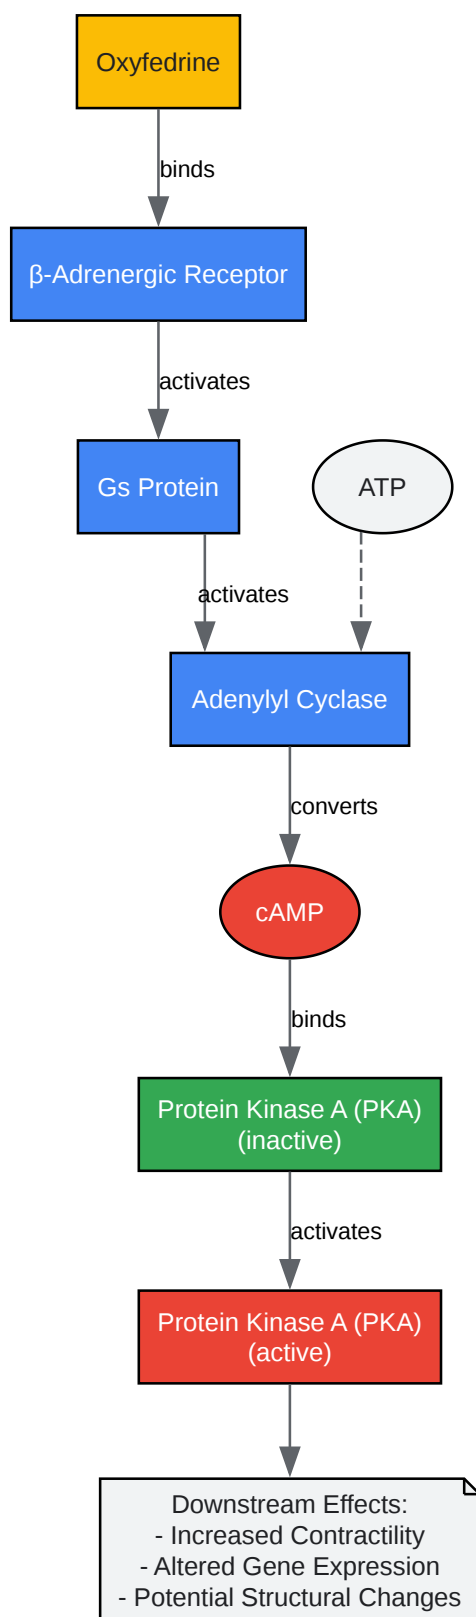 Oxyfedrine
binds
β-Adrenergic Receptor
activates
Gs Protein
ATP
activates
Adenylyl Cyclase
converts
cAMP
binds
Protein Kinase A (PKA)
(inactive)
activates
Protein Kinase A (PKA)
(active)
Downstream Effects:
- Increased Contractility
- Altered Gene Expression
- Potential Structural Changes